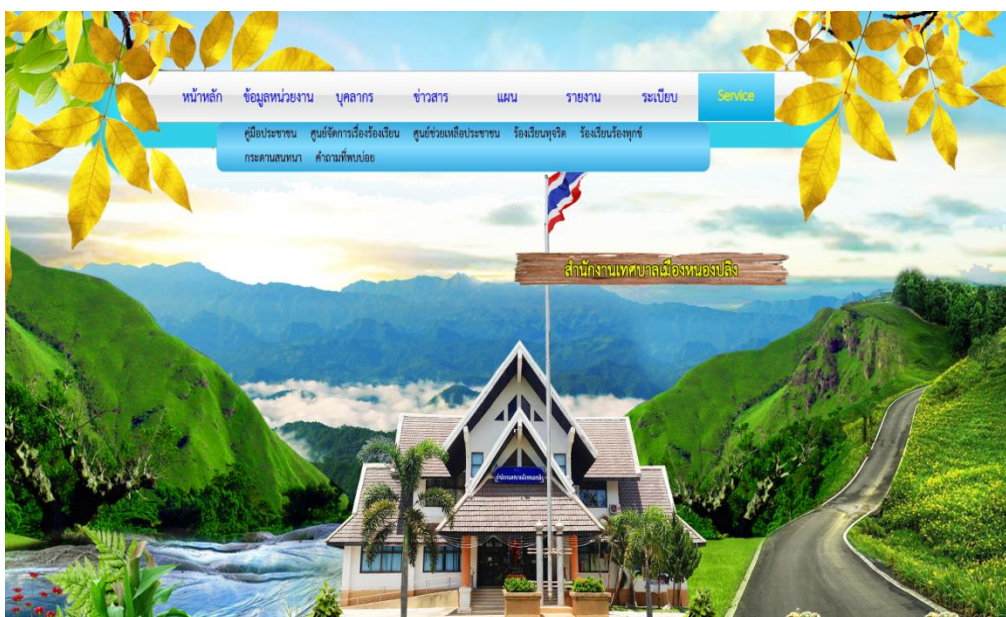 หน้าหลัก ข้อมูลหน่วยงาน บุคลากร ข่าวสาร แผน รายงาน ระเบียบ Service
คู่มือประชาชน ศูนย์จัดการเรื่องร้องเรียน ศูนย์ช่วยเหลือประชาชน ร้องเรียนทุจริต ร้องเรียนร้องทุกข์
กระดานสนทนา คำถามที่พบบ่อย
สำนักงานเทศบาลเมืองหนองปลิง